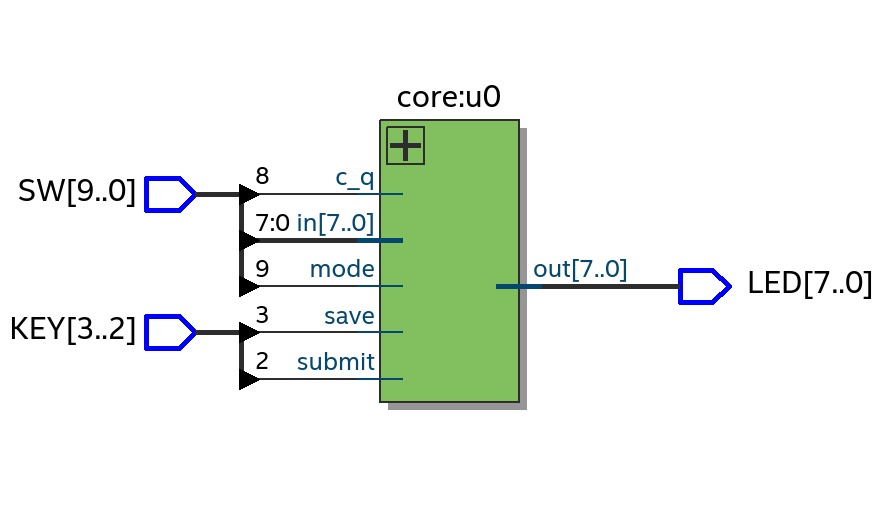 core:u0
SW[9..0]
8
c_q
7:0
in[7..0]
9
mode
KEY[3..2]
3
save
2
submit
out[7..0]
LED[7..0]